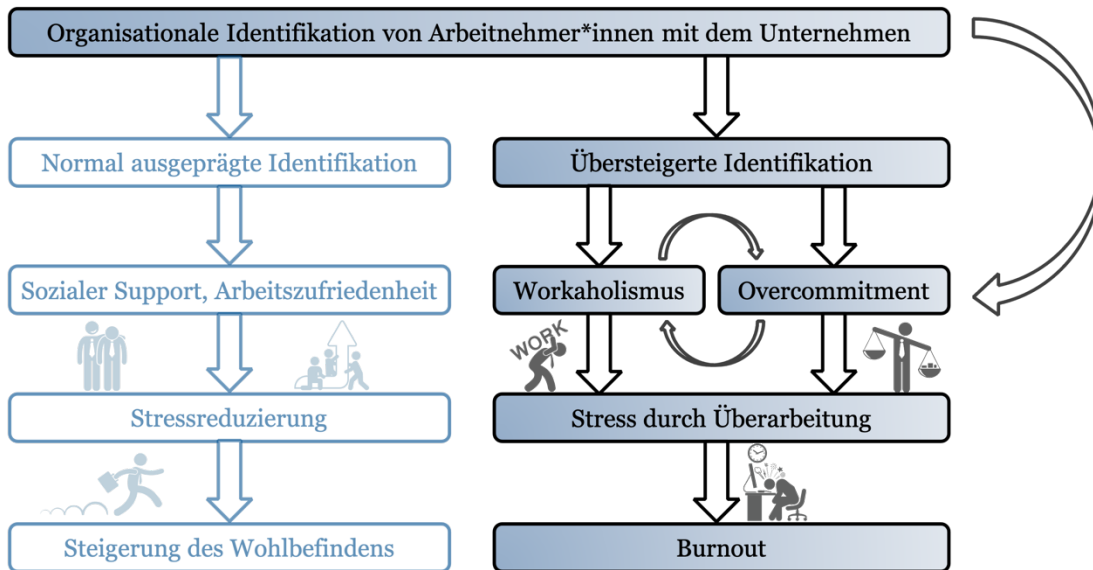 Organisationale Identifikation von Arbeitnehmer*innen mit dem Unternehmen
Normal ausgeprägte Identifikation
Übersteigerte Identifikation
Sozialer Support, Arbeitszufriedenheit
Workaholismus
Overcommitment
WORK
Stressreduzierung
Stress durch Überarbeitung
Steigerung des Wohlbefindens
Burnout